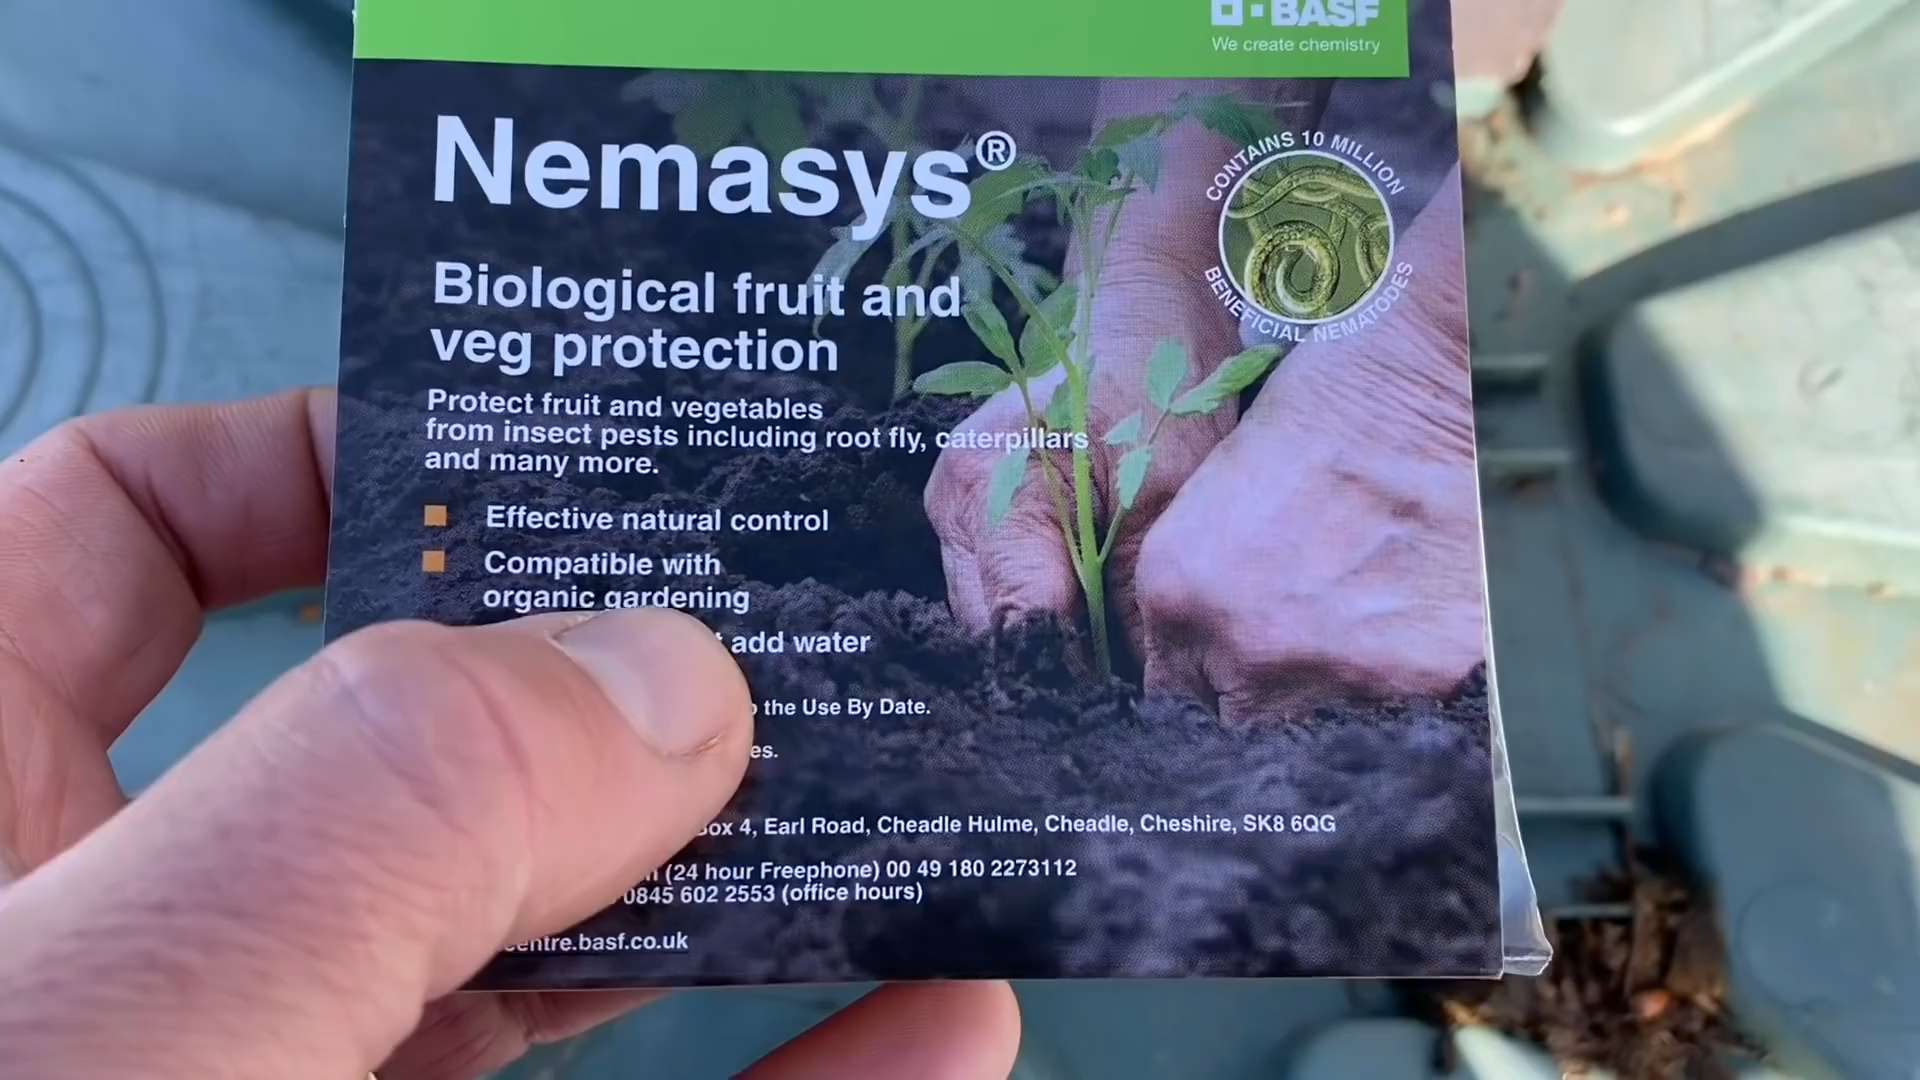 BASF
We create chemistry
Nemasys®
CONTAINS 10 MILLION
BENEFICIAL NEMATODES
Biological fruit and
veg protection
Protect fruit and vegetables
from insect pests including root fly, caterpillars
and many more.
Effective natural control
Compatible with
organic gardening
add water
the Use By Date.
4, Earl Road, Cheadle Hulme, Cheadle, Cheshire, SK8 6QG
(24 hour Freephone) 00 49 180 2273112
0845 602 2553 (office hours)
centre.basf.co.uk